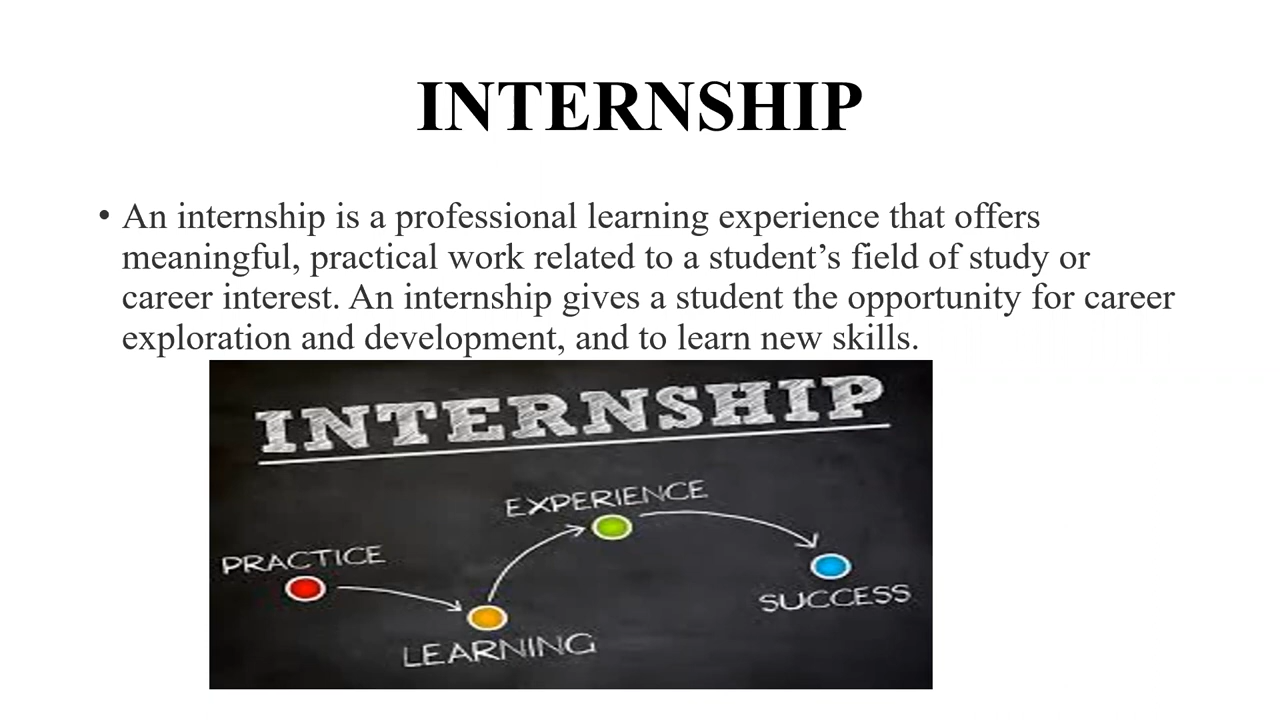 INTERNSHIP
• An internship is a professional learning experience that offers
meaningful, practical work related to a student’s field of study or
career interest. An internship gives a student the opportunity for career
exploration and development, and to learn new skills.
INTERNSHIP
EXPERIENCE
PRACTICE
SUCCESS
LEARNING